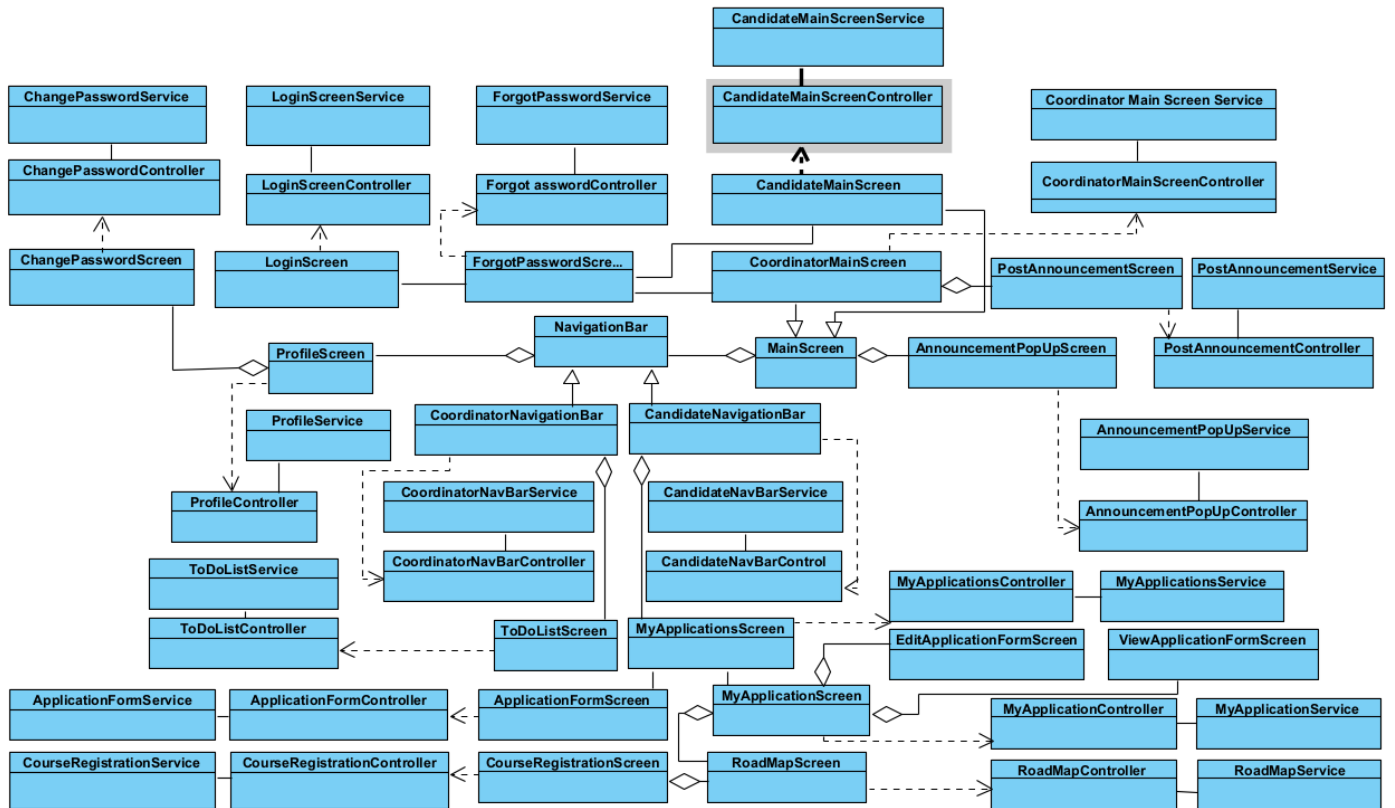 CandidateMainScreenService
ChangePasswordService
LoginScreenService
ForgotPasswordService
CandidateMainScreenController
Coordinator Main Screen Service
ChangePasswordController
LoginScreenController
Forgot asswordController
CandidateMainScreen
CoordinatorMainScreenController
ChangePasswordScreen
LoginScreen
ForgotPasswordScre...
CoordinatorMainScreen
PostAnnouncementScreen
PostAnnouncementService
NavigationBar
ProfileScreen
MainScreen
AnnouncementPopUpScreen
PostAnnouncementController
ProfileService
CoordinatorNavigationBar
CandidateNavigationBar
AnnouncementPopUpService
CoordinatorNavBarService
CandidateNavBarService
ProfileController
AnnouncementPopUpController
ToDoListService
CoordinatorNavBarController
CandidateNavBarControl
MyApplicationsController
MyApplicationsService
ToDoListController
ToDoListScreen
MyApplicationsScreen
EditApplicationFormScreen
ViewApplicationFormScreen
ApplicationFormService
ApplicationFormController
ApplicationFormScreen
MyApplicationScreen
MyApplicationController
MyApplicationService
CourseRegistrationService
CourseRegistrationController
CourseRegistrationScreen
RoadMapScreen
RoadMapController
RoadMapService